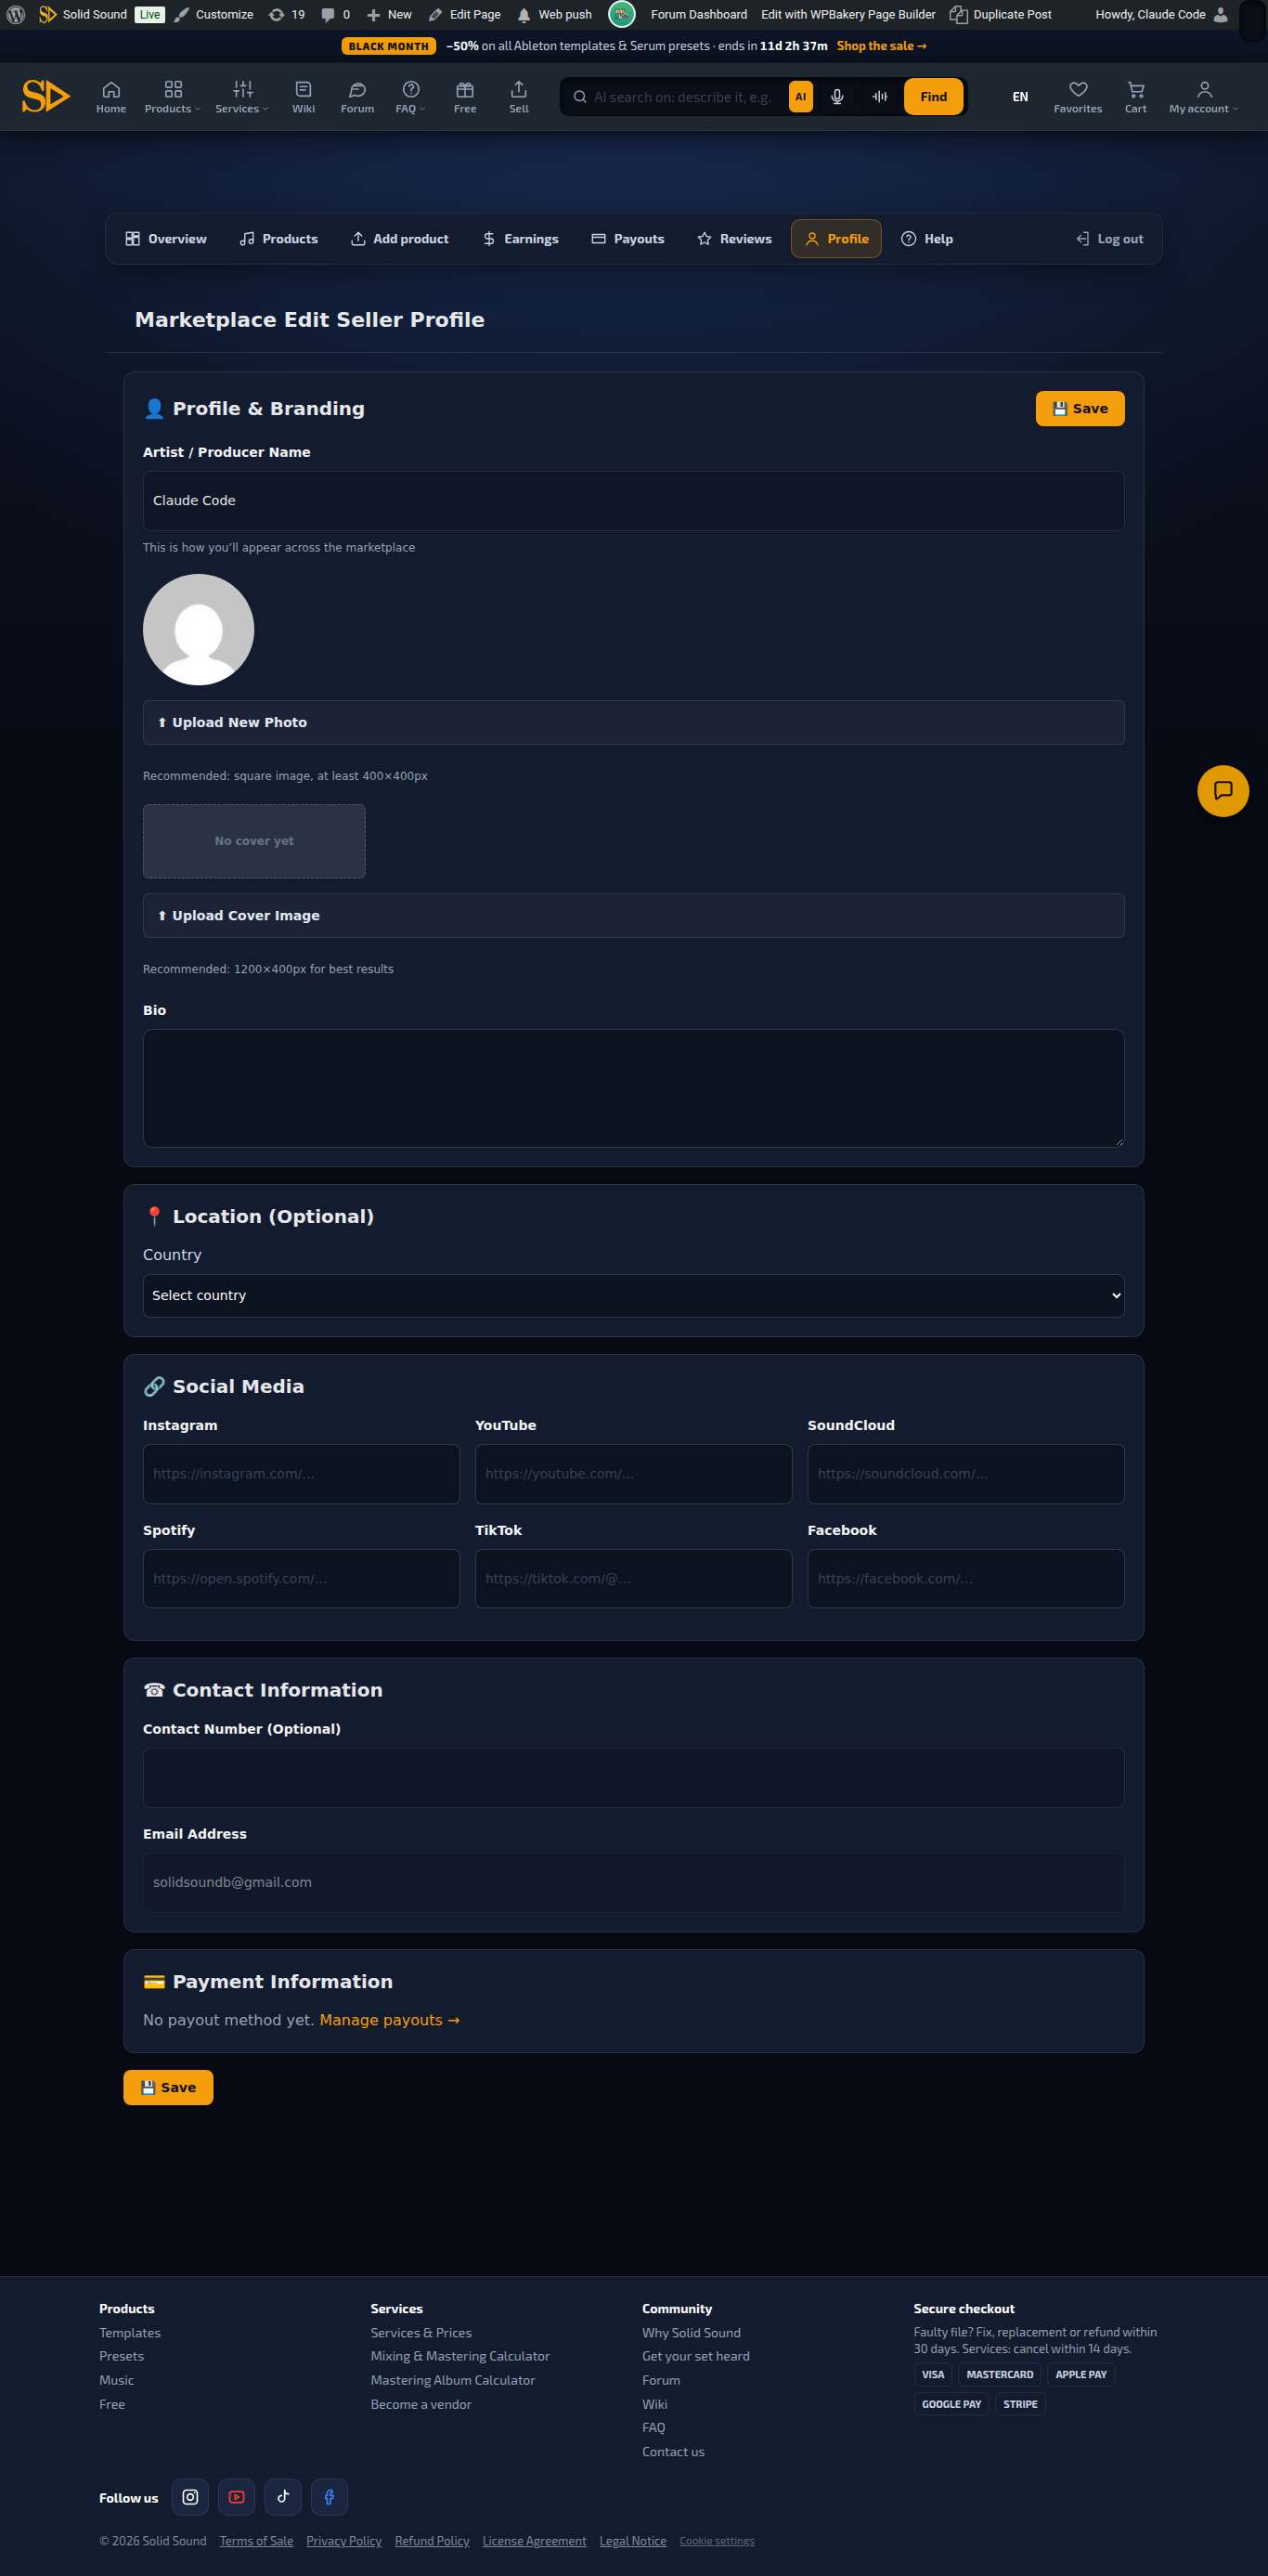 Solid Sound Live Customize 19 0 New Edit Page Web push Forum Dashboard Edit with WPBakery Page Builder Duplicate Post Howdy, Claude Code
BLACK MONTH −50% on all Ableton templates & Serum presets · ends in 11d 2h 37m Shop the sale →
SD
Home Products Services Wiki Forum FAQ Free Sell AI search on: describe it, e.g. AI Find EN Favorites Cart My account
Overview Products Add product Earnings Payouts Reviews Profile Help Log out
Marketplace Edit Seller Profile
👤 Profile & Branding
💾 Save
Artist / Producer Name
Claude Code
This is how you’ll appear across the marketplace
⬆ Upload New Photo
Recommended: square image, at least 400×400px
No cover yet
⬆ Upload Cover Image
Recommended: 1200×400px for best results
Bio
📍 Location (Optional)
Country
Select country
🔗 Social Media
Instagram YouTube SoundCloud
https://instagram.com/... https://youtube.com/... https://soundcloud.com/...
Spotify TikTok Facebook
https://open.spotify.com/... https://tiktok.com/@... https://facebook.com/...
☎ Contact Information
Contact Number (Optional)
Email Address
solidsoundb@gmail.com
💳 Payment Information
No payout method yet. Manage payouts →
💾 Save
Products
Templates
Presets
Music
Free
Services
Services & Prices
Mixing & Mastering Calculator
Mastering Album Calculator
Become a vendor
Community
Why Solid Sound
Get your set heard
Forum
Wiki
FAQ
Contact us
Secure checkout
Faulty file? Fix, replacement or refund within
30 days. Services: cancel within 14 days.
VISA MASTERCARD APPLE PAY
GOOGLE PAY STRIPE
Follow us
© 2026 Solid Sound Terms of Sale Privacy Policy Refund Policy License Agreement Legal Notice Cookie settings